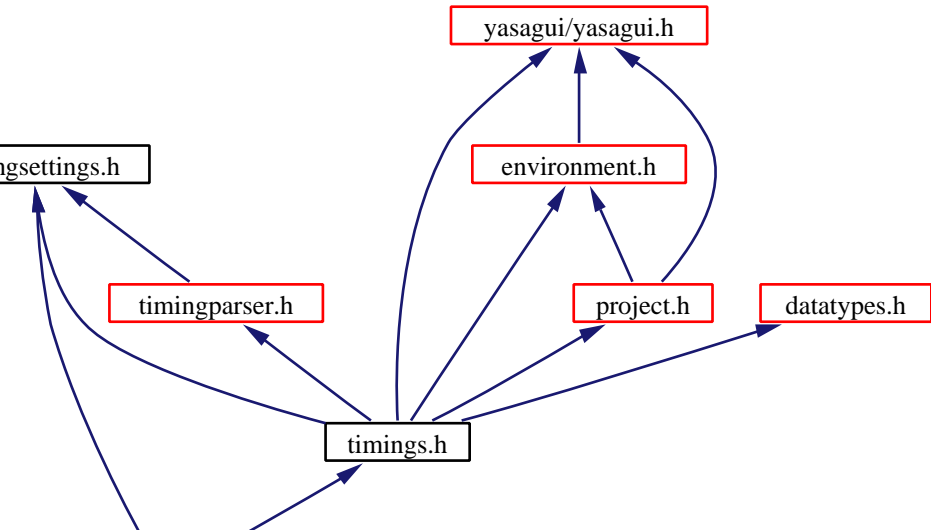 yasagui/yasagui.h
ngsettings.h
environment.h
timingparser.h
project.h
datatypes.h
timings.h